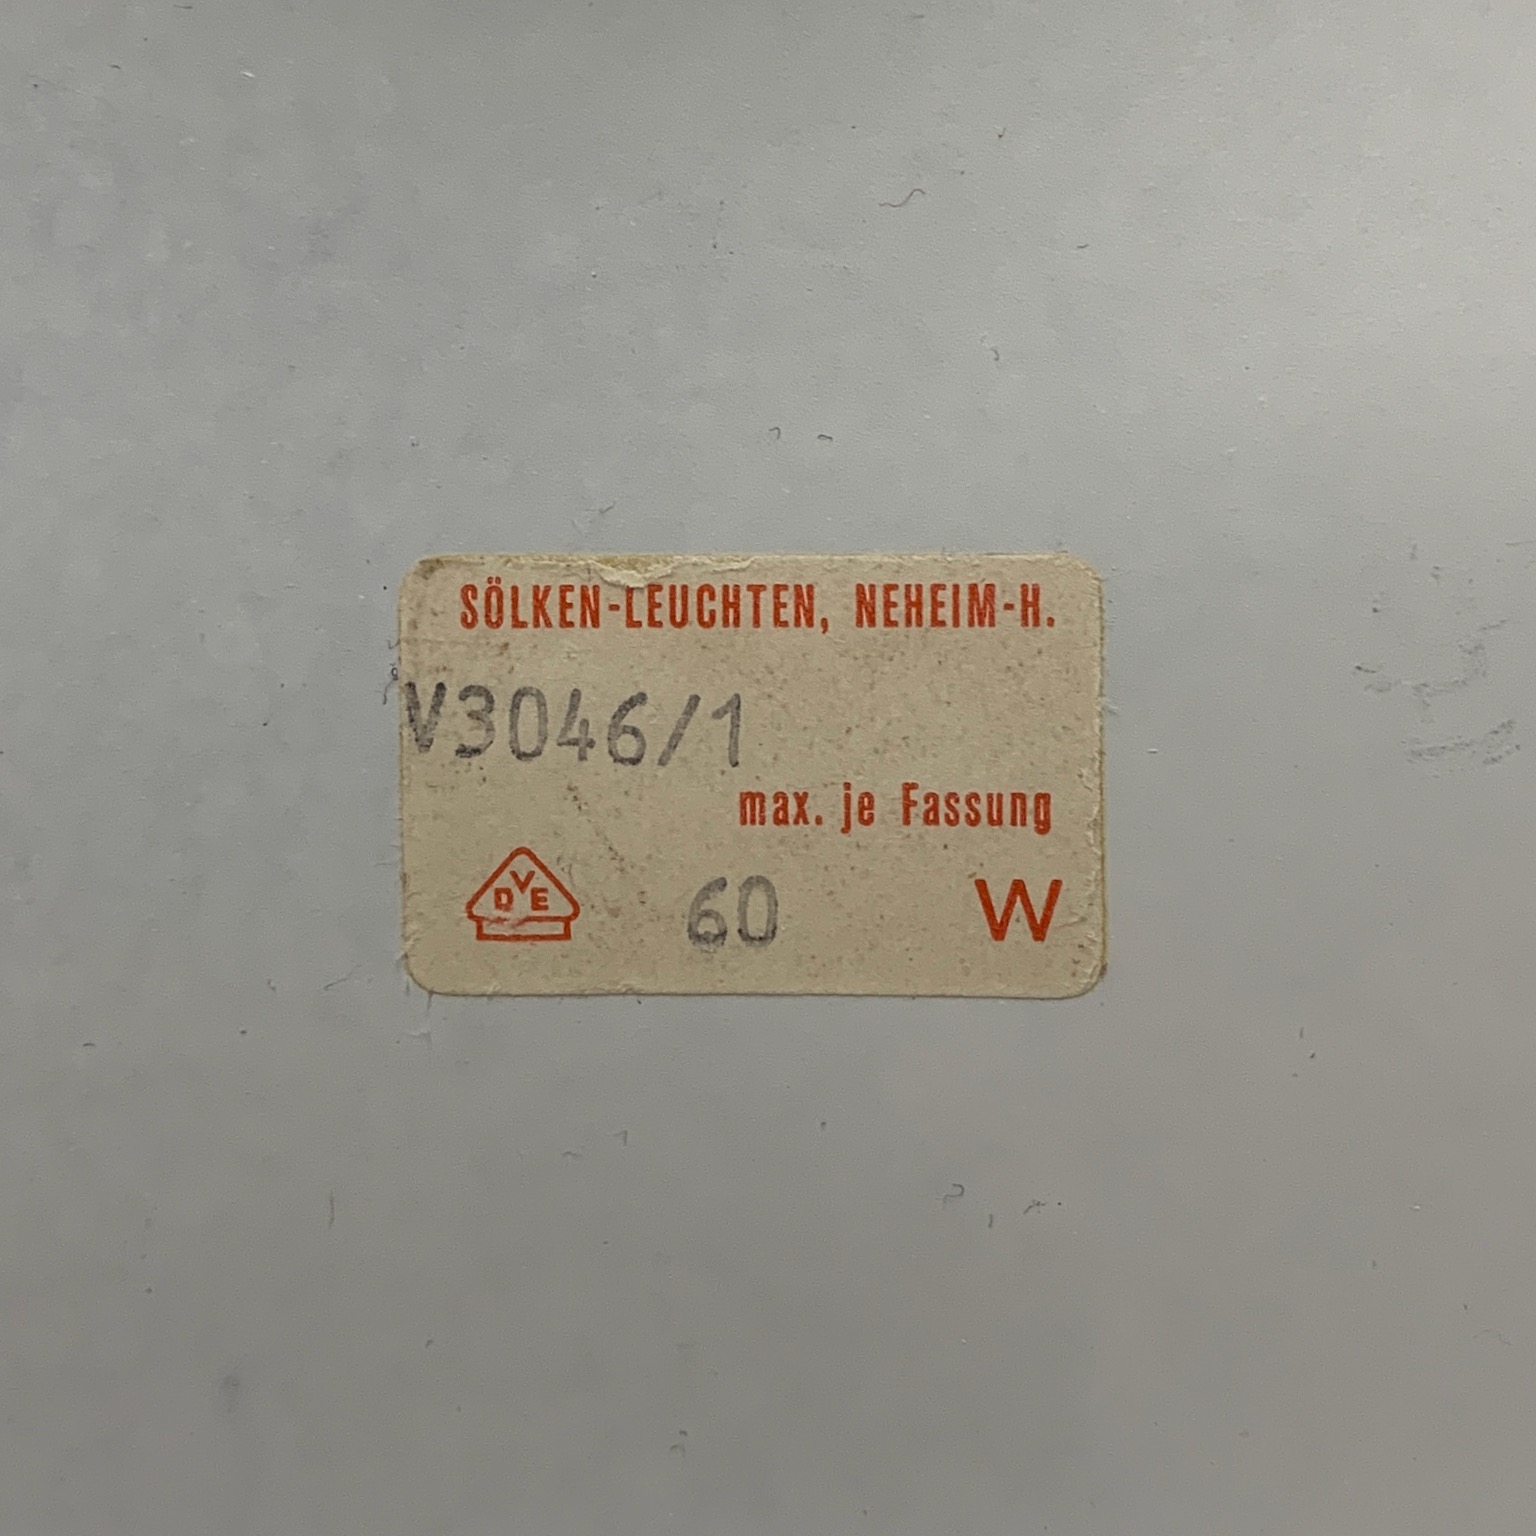 SÖLKEN-LEUCHTEN, NEHEIM-H.
V3046/1
max. je Fassung
DVE 60 W